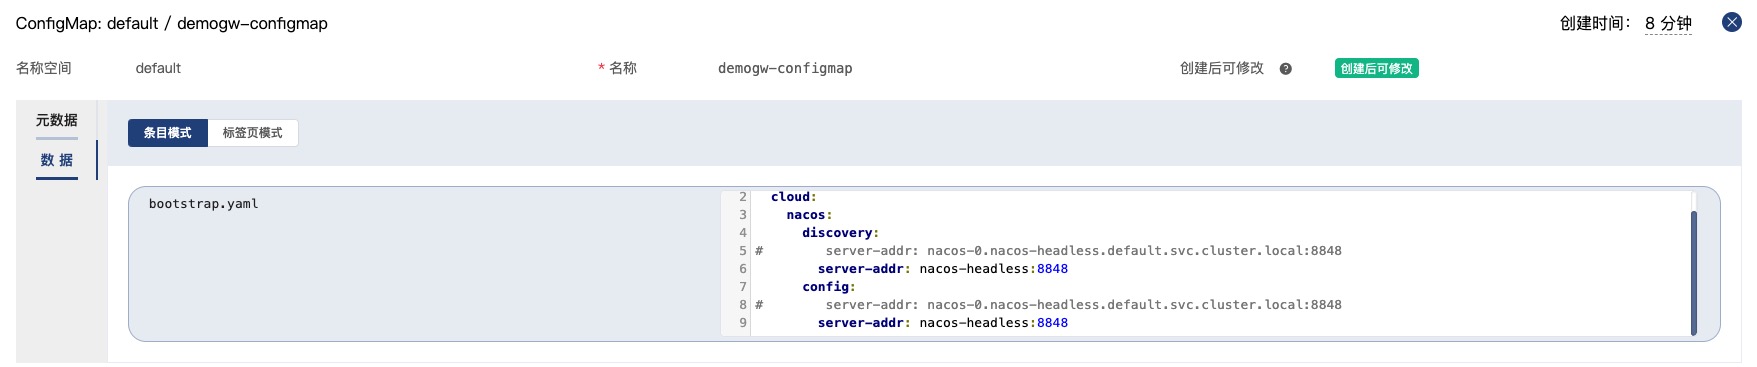 ConfigMap: default / demogw-configmap 创建时间： 8 分钟
名称空间 default * 名称 demogw-configmap 创建后可修改 ? 创建后可修改
元数据
数 据
条目模式 标签页模式
bootstrap.yaml
2 cloud:
3 nacos:
4 discovery:
5 # server-addr: nacos-0.nacos-headless.default.svc.cluster.local:8848
6 server-addr: nacos-headless:8848
7 config:
8 # server-addr: nacos-0.nacos-headless.default.svc.cluster.local:8848
9 server-addr: nacos-headless:8848